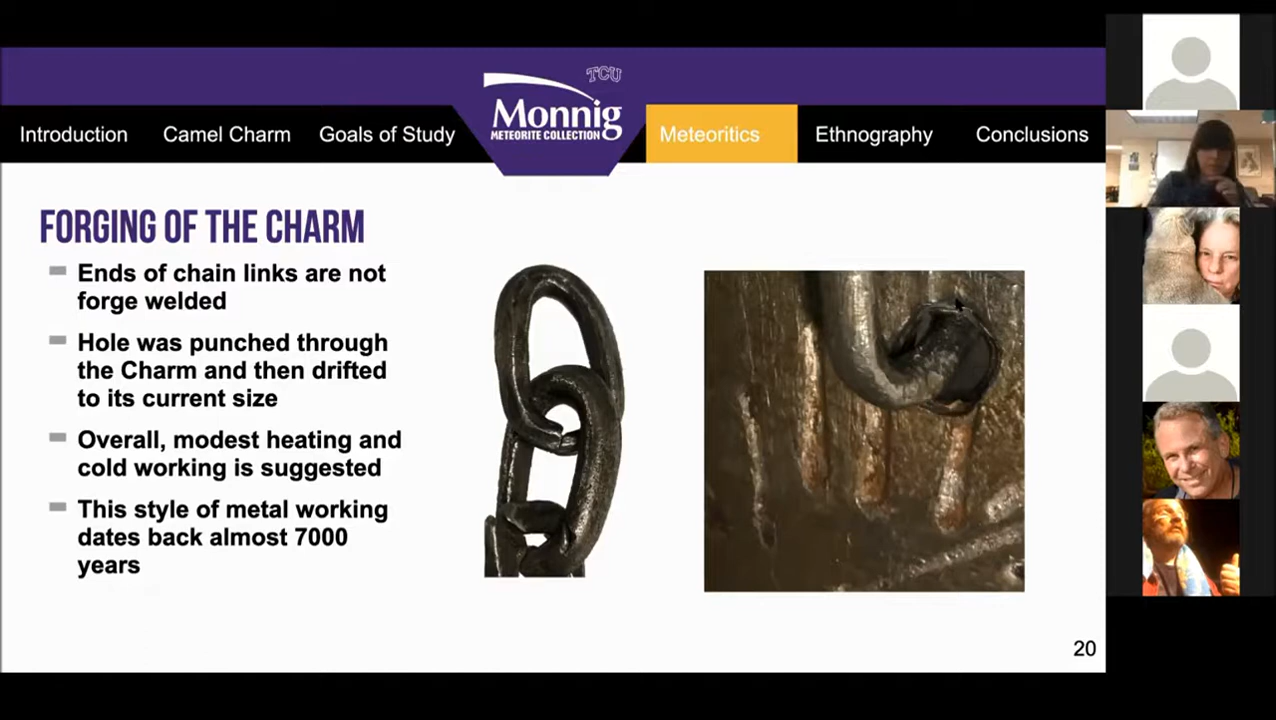 TCU
Monnig
METEORITE COLLECTION
Introduction
Camel Charm
Goals of Study
Meteoritics
Ethnography
Conclusions
FORGING OF THE CHARM
Ends of chain links are not
forge welded
Hole was punched through
the Charm and then drifted
to its current size
Overall, modest heating and
cold working is suggested
This style of metal working
dates back almost 7000
years
20